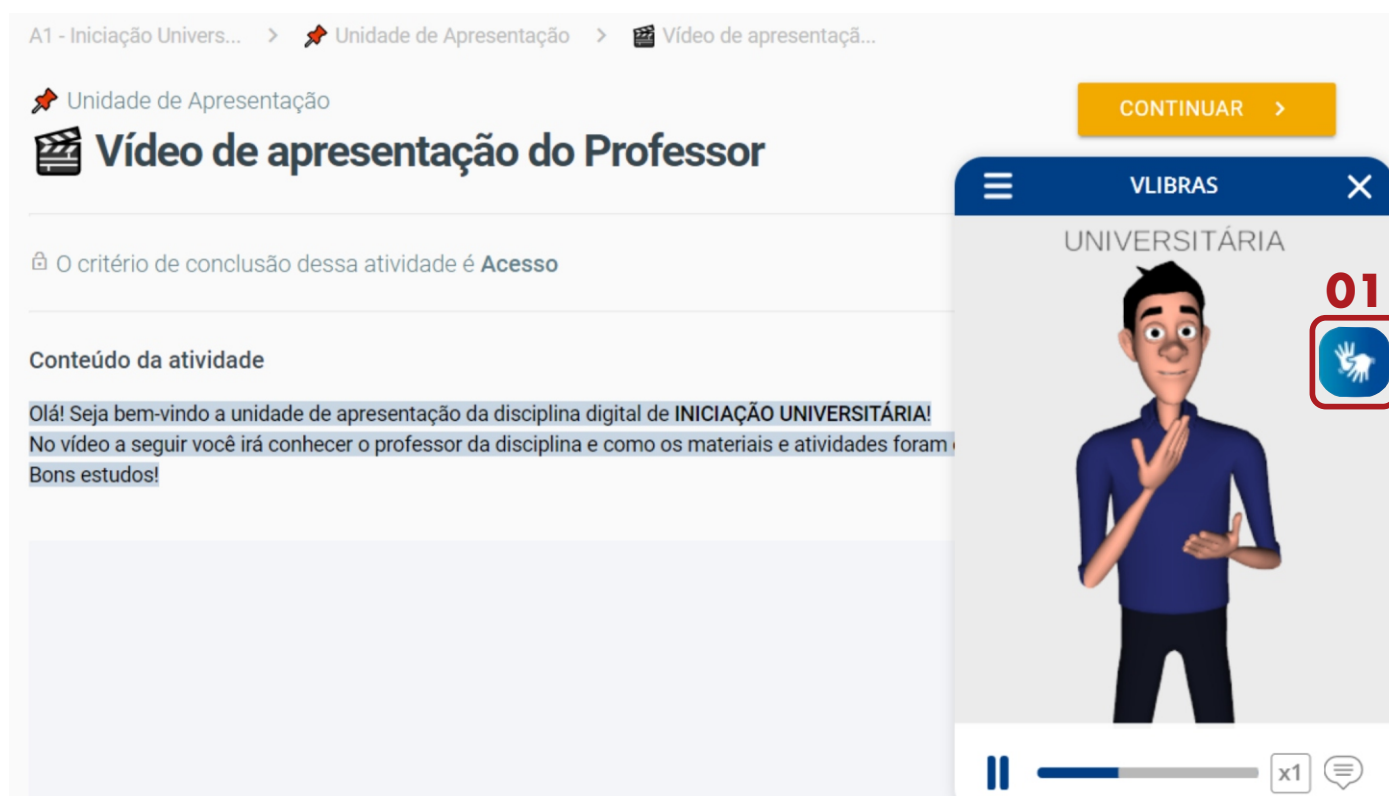 A1 - Iniciação Univers... > Unidade de Apresentação > Vídeo de apresentaçã...
Unidade de Apresentação
CONTINUAR >
Vídeo de apresentação do Professor
VLIBRAS
UNIVERSITÁRIA
O critério de conclusão dessa atividade é Acesso
01
Conteúdo da atividade
Olá! Seja bem-vindo a unidade de apresentação da disciplina digital de INICIAÇÃO UNIVERSITÁRIA!
No vídeo a seguir você irá conhecer o professor da disciplina e como os materiais e atividades foram
Bons estudos!
x1